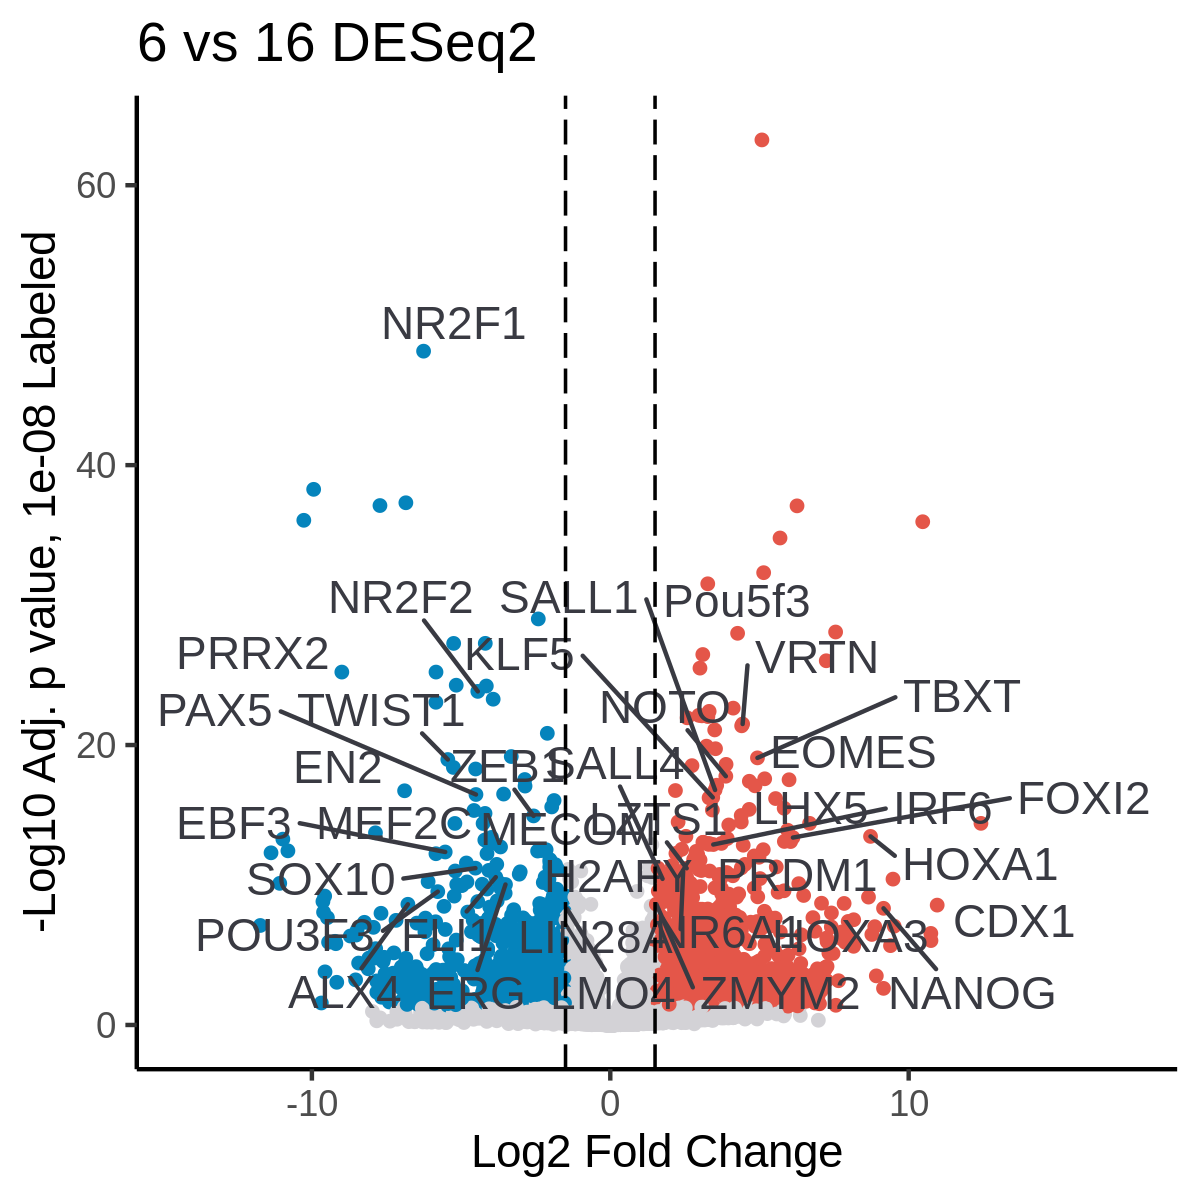 6 vs 16 DESeq2
-Log10 Adj. p value, 1e-08 Labeled
60
40
20
0
NR2F1
NR2F2 SALL1 Pou5f3
PRRX2 KLF5 VRTN
PAX5 TWIST1 NOTO TBXT
EN2 ZEB1 SALL4 EOMES
EBF3 MEF2C MECOM LZTS1 LHX5 IRF6 FOXI2
SOX10 H2AFY PRDM1 HOXA1
POU3F3 FLI1 LIN28A NR6A1 HOXA3 CDX1
ALX4 ERG LMO4 ZMYM2 NANOG
-10 0 10
Log2 Fold Change